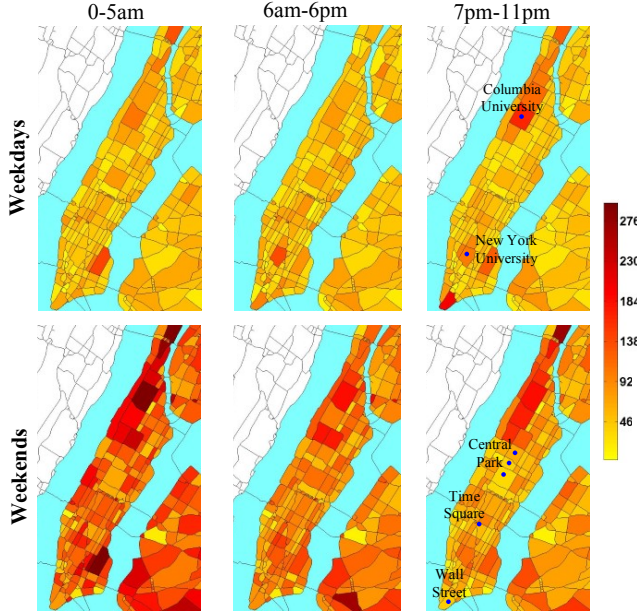 0-5am
6am-6pm
7pm-11pm
Weekdays
Columbia
University
New York
University
276
230
184
138
92
46
Weekends
Central
Park
Time
Square
Wall
Street